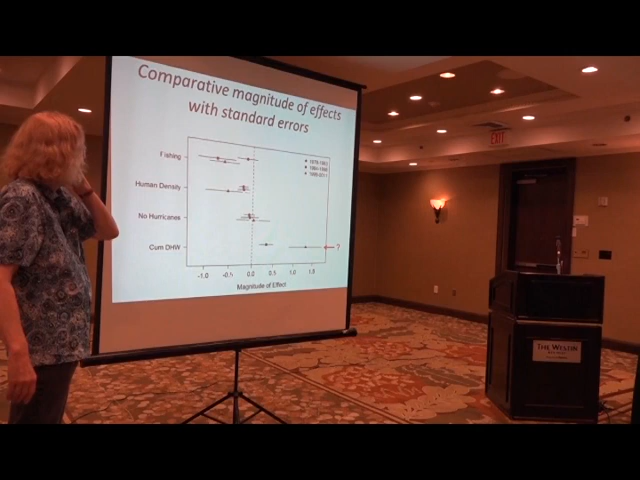 Comparative magnitude of effects
with standard errors
Fishing
Human Density
No Hurricanes
Cum DHW
?
-1.0 -0.5 0.0 0.5 1.0 1.5
Magnitude of Effect
EXIT
THE WESTIN